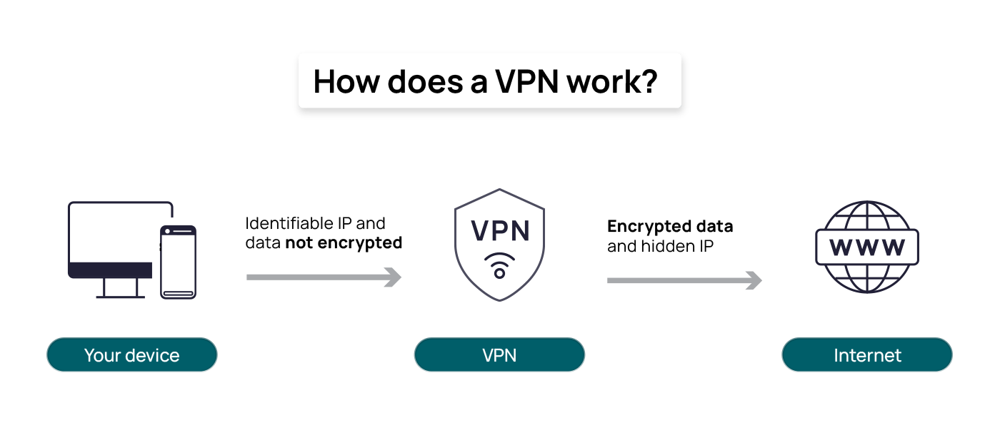 How does a VPN work?
Identifiable IP and
data not encrypted
VPN
Encrypted data
and hidden IP
WWW
Your device
VPN
Internet